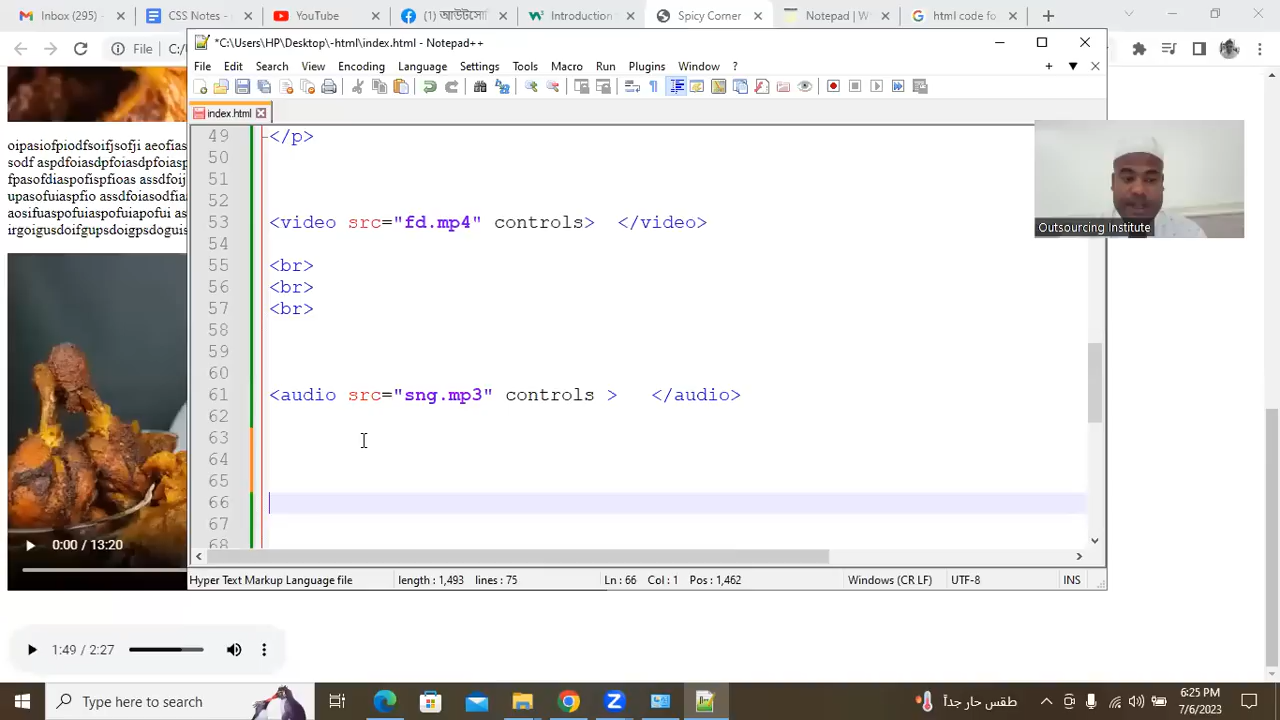 Inbox (295) -
CSS Notes -
YouTube
(1) আউটসোর্সি
Introduction
Spicy Corner
Notepad | W
html code fo
File
C:/
*C:\Users\HP\Desktop\-html\index.html - Notepad++
File Edit Search View Encoding Language Settings Tools Macro Run Plugins Window ?
index.html
49 </p>
50
51
52
53 <video src="fd.mp4" controls> </video>
54
55 <br>
56 <br>
57 <br>
58
59
60
61 <audio src="sng.mp3" controls > </audio>
62
63
64
65
66
67
68
oipasiofpiodfsoifjsofji aeofias
sodf aspdfoiasdpfoiasdpfoiasp
fpasofdiaspofispfioas assdfoij
upasofuiaspfio assdfoiasodfia
aosifuaspofuiaspofuiapofui as
irgoigusdoifgupsdoigpsdoguis
0:00 / 13:20
Outsourcing Institute
Hyper Text Markup Language file length : 1,493 lines : 75 Ln : 66 Col : 1 Pos : 1,462 Windows (CR LF) UTF-8 INS
1:49 / 2:27
Type here to search
طقس حار جداً
6:25 PM
7/6/2023